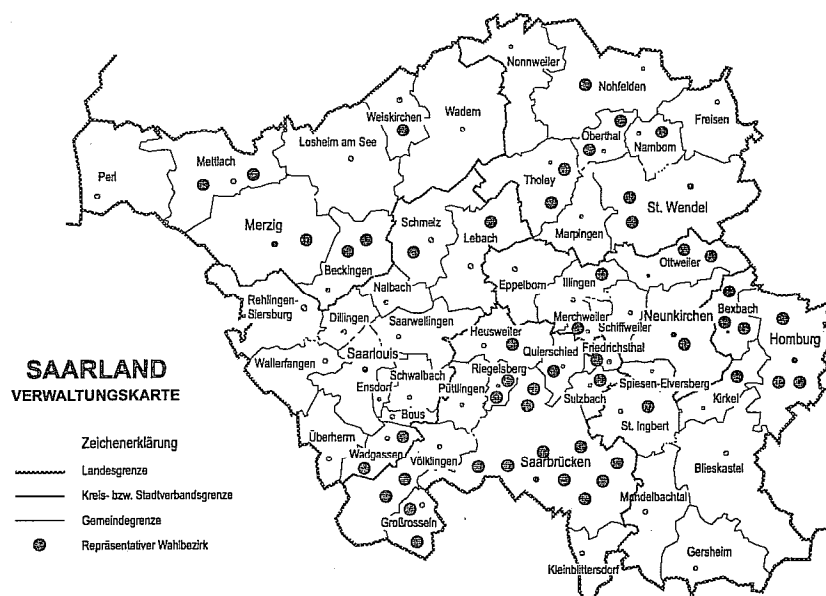 Nonnweiler
Nohfelden
Weiskirchen
Wadern
Freisen
Oberthal
Losheim am See
Namborn
Mettlach
Perl
Tholey
St. Wendel
Merzig
Schmelz
Lebach
Marpingen
Beckingen
Ottweiler
Eppelborn
Illingen
Nalbach
Rehlingen-
Siersburg
Merchweiler
Neunkirchen
Bexbach
Dillingen
Saarwellingen
Heusweiler
Schiffweiler
Homburg
Quierschied
Friedrichsthal
Saarlouis
Wallerfangen
Riegelsberg
SAARLAND
Schwalbach
Spiesen-Elversberg
Ensdorf
Püttlingen
Sulzbach
VERWALTUNGSKARTE
Kirkel
Bous
St. Ingbert
Überherrn
Zeichenerklärung
Wadgassen
Völklingen
Saarbrücken
Blieskastel
Landesgrenze
Kreis- bzw. Stadtverbandsgrenze
Mandelbachtal
Gemeindegrenze
Großrosseln
Repräsentativer Wahlbezirk
Gersheim
Kleinblittersdorf